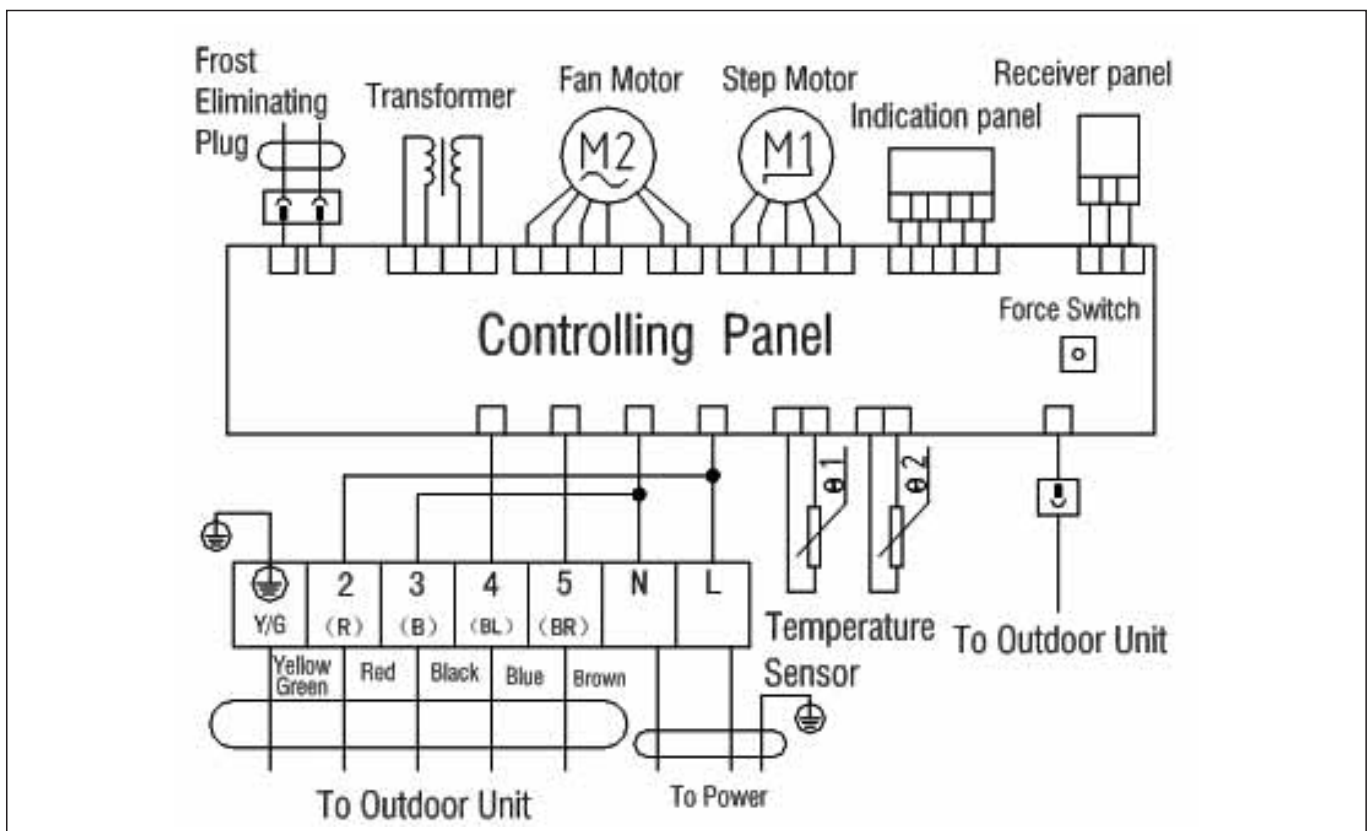 Frost
Eliminating
Plug
Transformer
Fan Motor
Step Motor
Indication panel
Receiver panel
M2
M1
Controlling Panel
Force Switch
θ1
θ2
2
3
4
5
N
L
Y/G
(R)
(B)
(BL)
(BR)
Yellow
Green
Red
Black
Blue
Brown
Temperature
Sensor
To Outdoor Unit
To Outdoor Unit
To Power